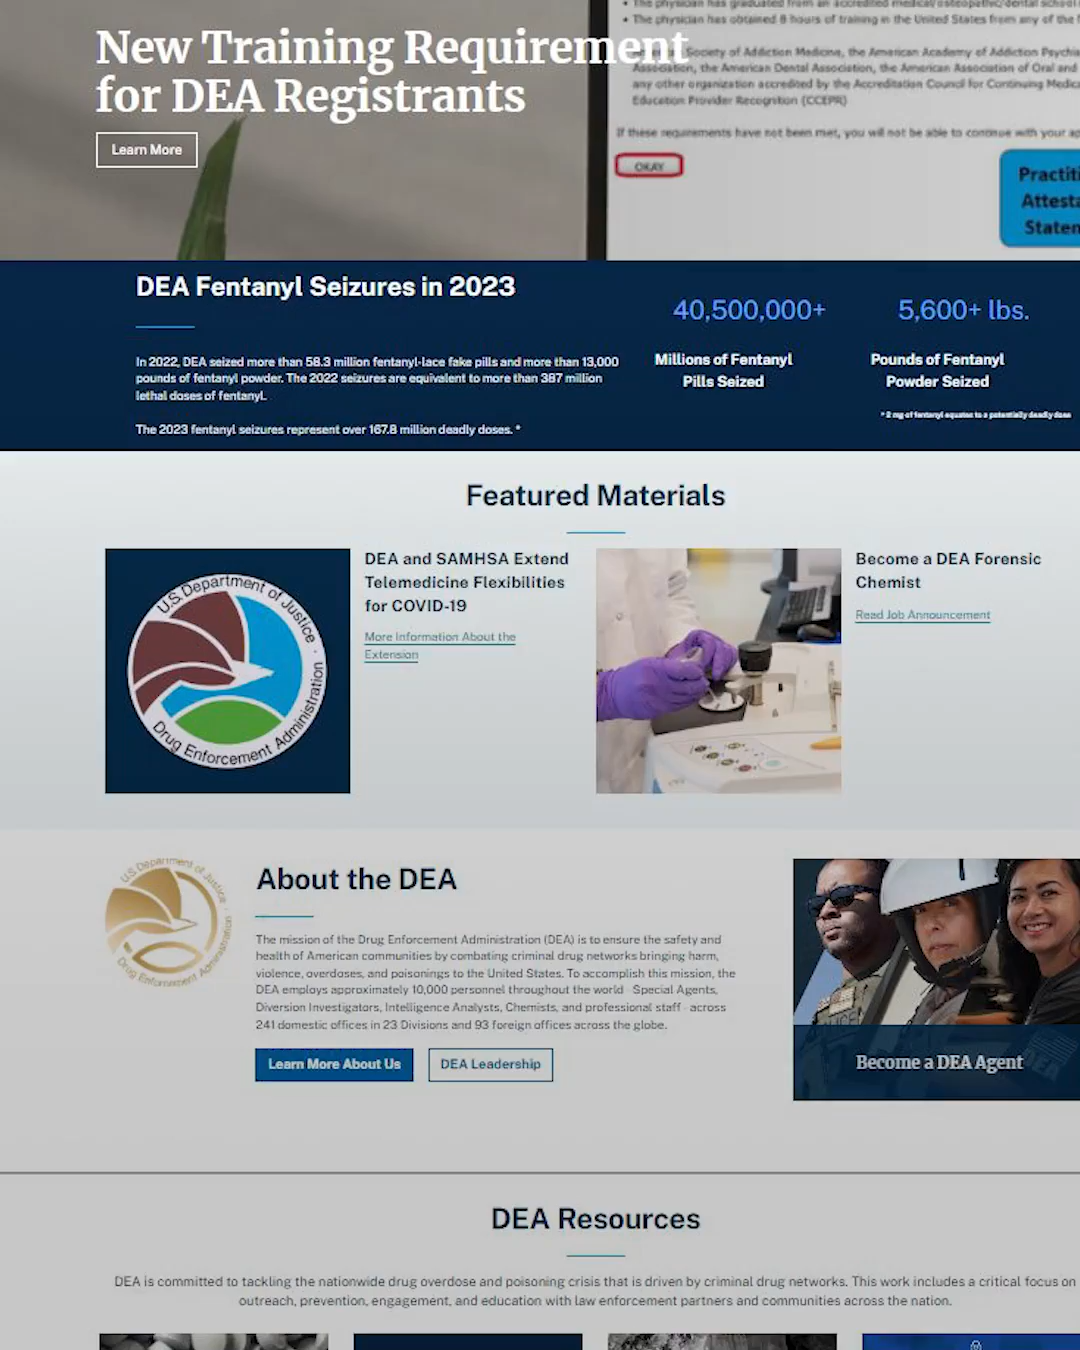 New Training Requirement
for DEA Registrants
Learn More
• The physician has graduated from an accredited medical/osteopathic/dental school
• The physician has obtained 8 hours of training in the United States from any of the
Society of Addiction Medicine, the American Academy of Addiction
Association, the American Dental Association, the American Association of Oral and
any other organization accredited by the Accreditation Council for Continuing
Education Provider Recognition (CCEPR)
If these requirements have not been met, you will not be able to continue with your
OKAY
DEA Fentanyl Seizures in 2023
In 2022, DEA seized more than 58.3 million fentanyl-lace fake pills and more than 13,000
pounds of fentanyl powder. The 2022 seizures are equivalent to more than 387 million
lethal doses of fentanyl.
The 2023 fentanyl seizures represent over 167.8 million deadly doses. *
40,500,000+
Millions of Fentanyl
Pills Seized
5,600+ lbs.
Pounds of Fentanyl
Powder Seized
* 2 mg of fentanyl equates to a potentially deadly dose
Featured Materials
U.S. Department of Justice · Drug Enforcement Administration
DEA and SAMHSA Extend
Telemedicine Flexibilities
for COVID-19
More Information About the
Extension
Become a DEA Forensic
Chemist
Read Job Announcement
U.S. Department of Justice · Drug Enforcement Administration
About the DEA
The mission of the Drug Enforcement Administration (DEA) is to ensure the safety and
health of American communities by combating criminal drug networks bringing harm,
violence, overdoses, and poisonings to the United States. To accomplish this mission, the
DEA employs approximately 10,000 personnel throughout the world - Special Agents,
Diversion Investigators, Intelligence Analysts, Chemists, and professional staff - across
241 domestic offices in 23 Divisions and 93 foreign offices across the globe.
Learn More About Us
DEA Leadership
Become a DEA Agent
DEA Resources
DEA is committed to tackling the nationwide drug overdose and poisoning crisis that is driven by criminal drug networks. This work includes a critical focus on
outreach, prevention, engagement, and education with law enforcement partners and communities across the nation.